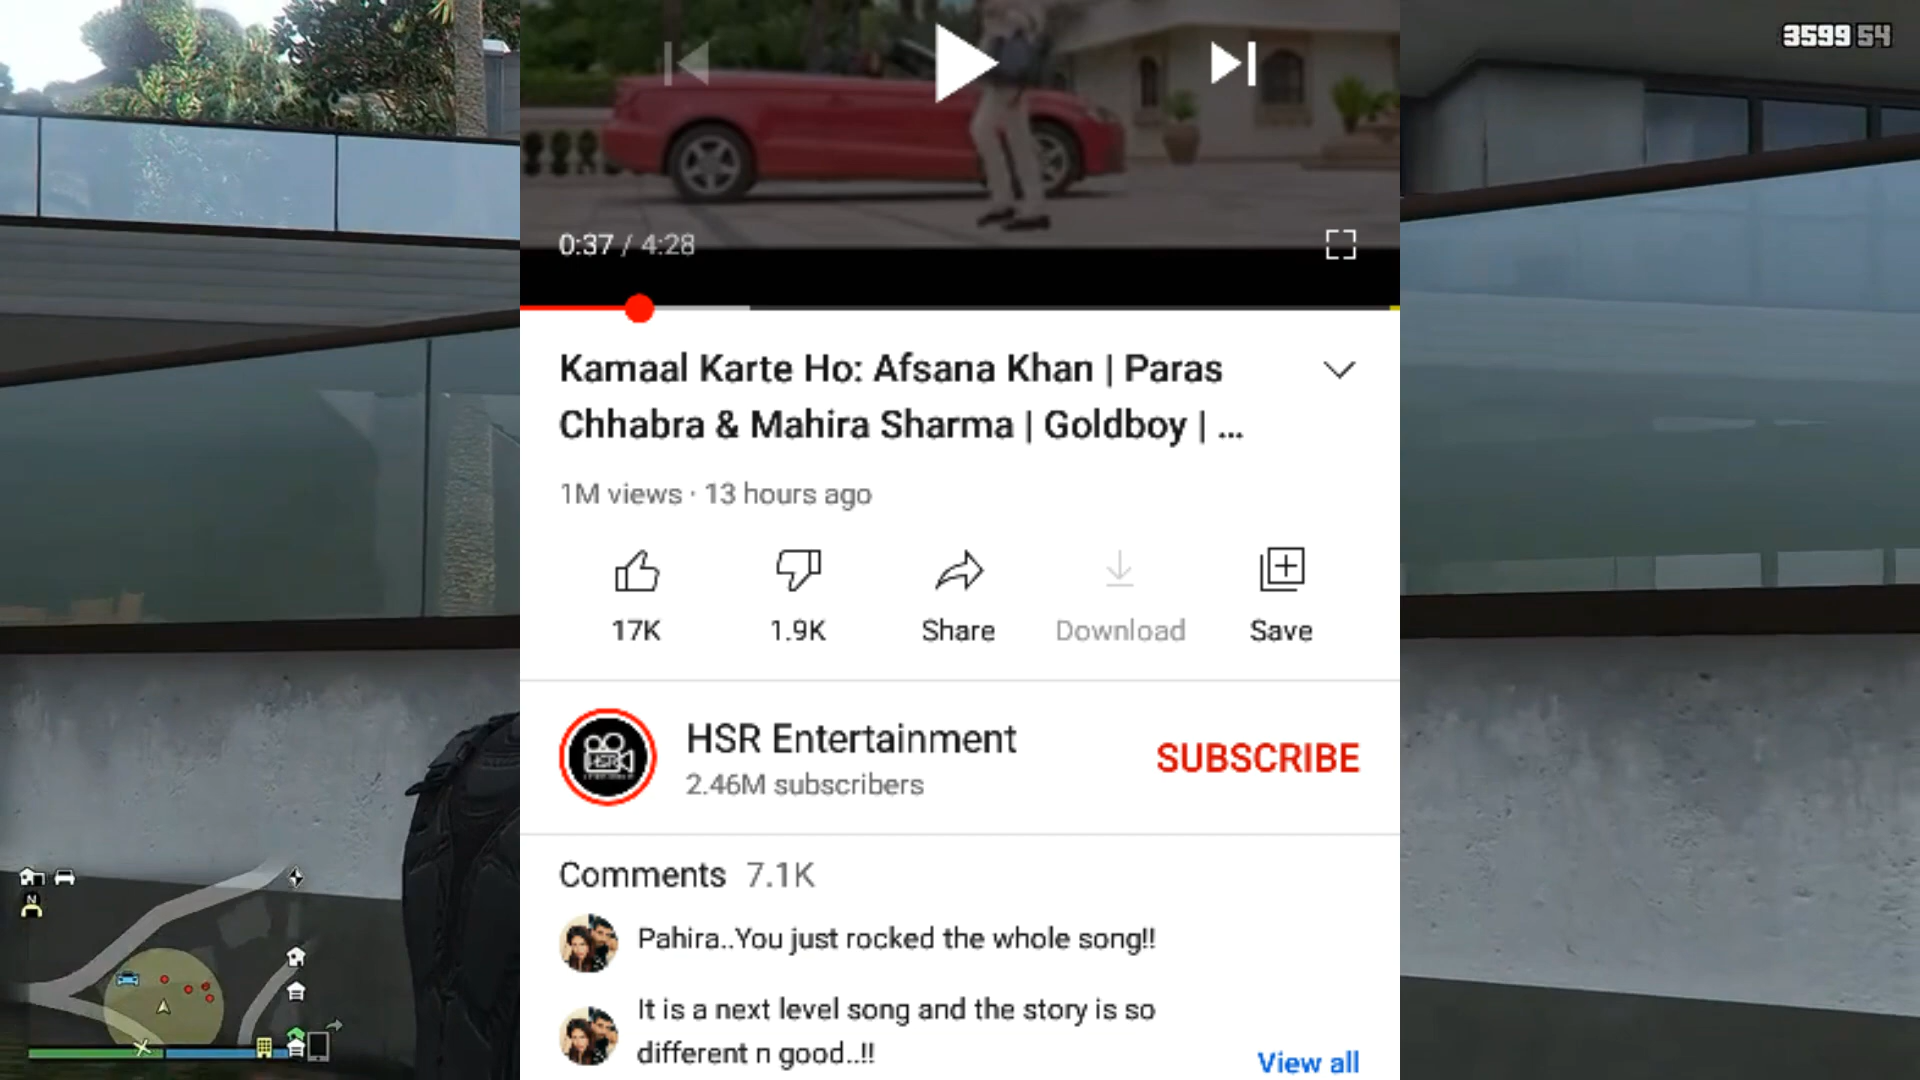 3599 54
0:37 / 4:28
Kamaal Karte Ho: Afsana Khan | Paras
Chhabra & Mahira Sharma | Goldboy | ...
1M views · 13 hours ago
17K
1.9K
Share
Download
Save
HSR
HSR Entertainment
2.46M subscribers
SUBSCRIBE
Comments 7.1K
Pahira..You just rocked the whole song!!
It is a next level song and the story is so
different n good..!!
View all
N